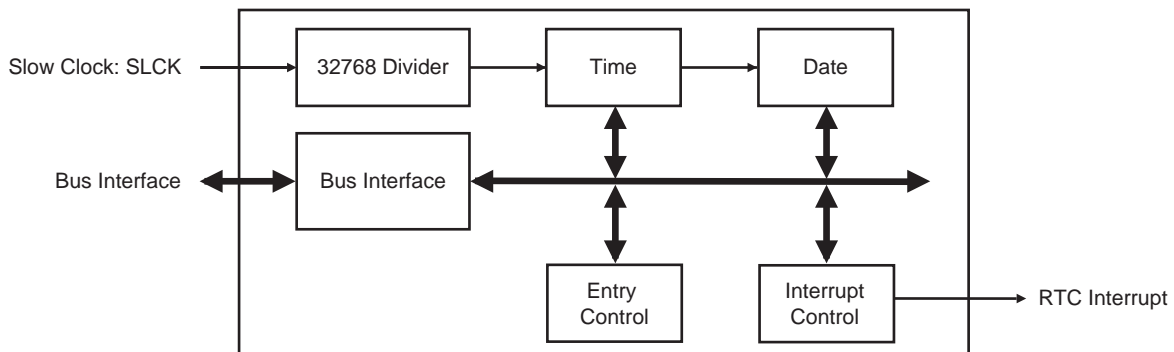 Slow Clock: SLCK
32768 Divider
Time
Date
Bus Interface
Bus Interface
Entry
Control
Interrupt
Control
RTC Interrupt